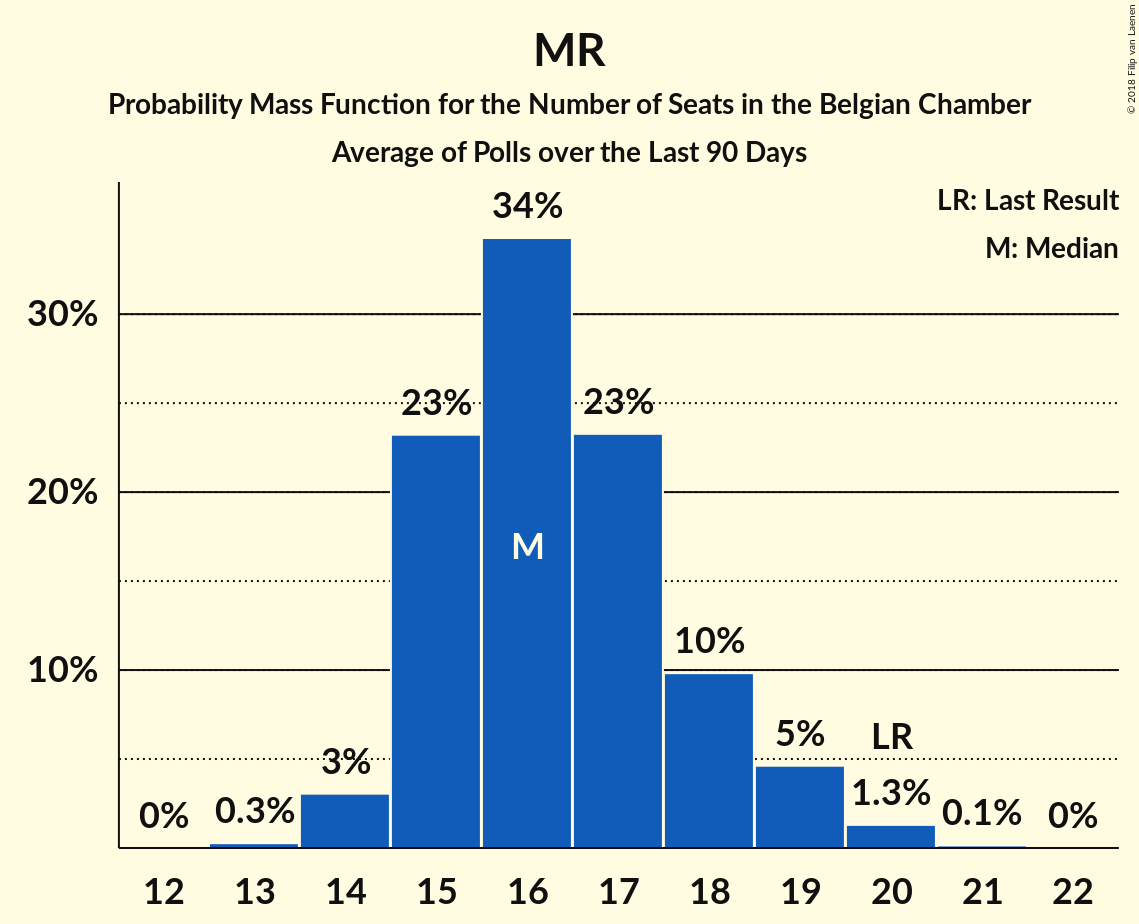 MR
Probability Mass Function for the Number of Seats in the Belgian Chamber
Average of Polls over the Last 90 Days
© 2018 Filip van Laenen
LR: Last Result
M: Median
34%
30%
23%
23%
20%
M
10%
10%
5%
LR
3%
1.3%
0%
0.3%
0.1%
0%
12 13 14 15 16 17 18 19 20 21 22